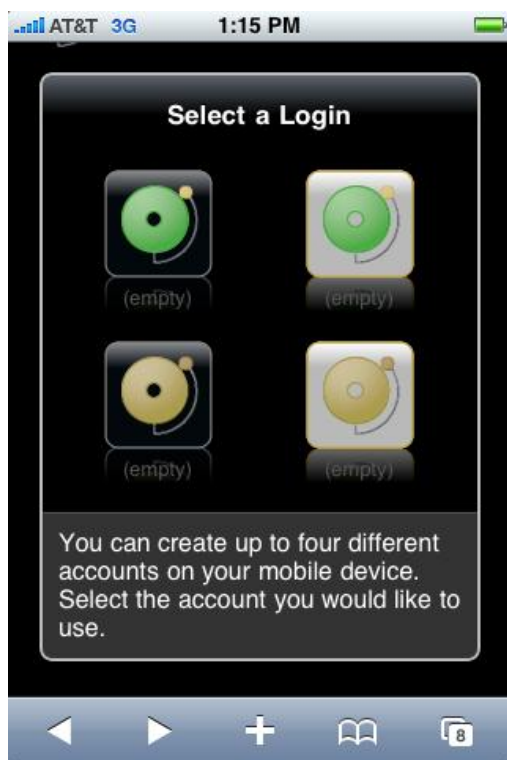 AT&T 3G 1:15 PM
Select a Login
(empty) (empty)
(empty) (empty)
You can create up to four different
accounts on your mobile device.
Select the account you would like to
use.
8